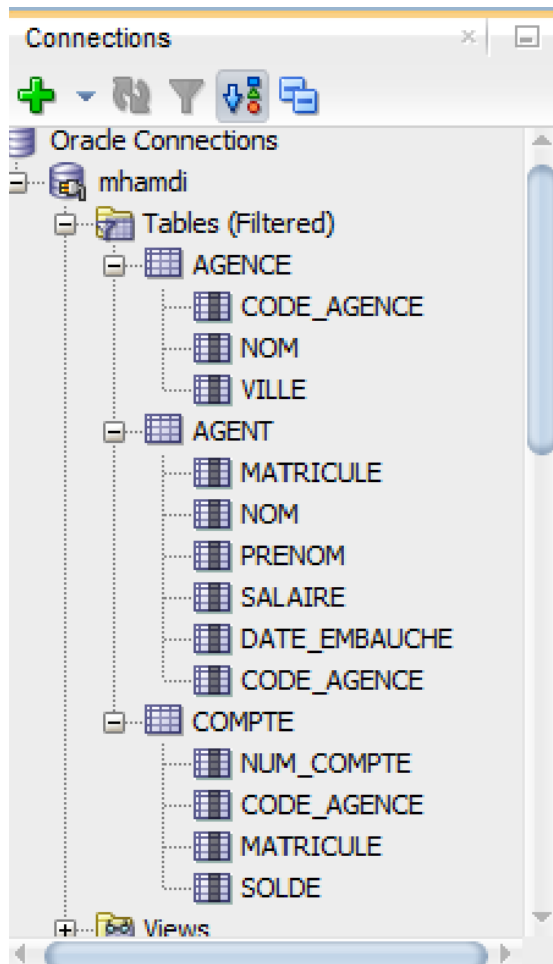 Connections
Oracle Connections
mhamdi
Tables (Filtered)
AGENCE
CODE_AGENCE
NOM
VILLE
AGENT
MATRICULE
NOM
PRENOM
SALAIRE
DATE_EMBAUCHE
CODE_AGENCE
COMPTE
NUM_COMPTE
CODE_AGENCE
MATRICULE
SOLDE
Views